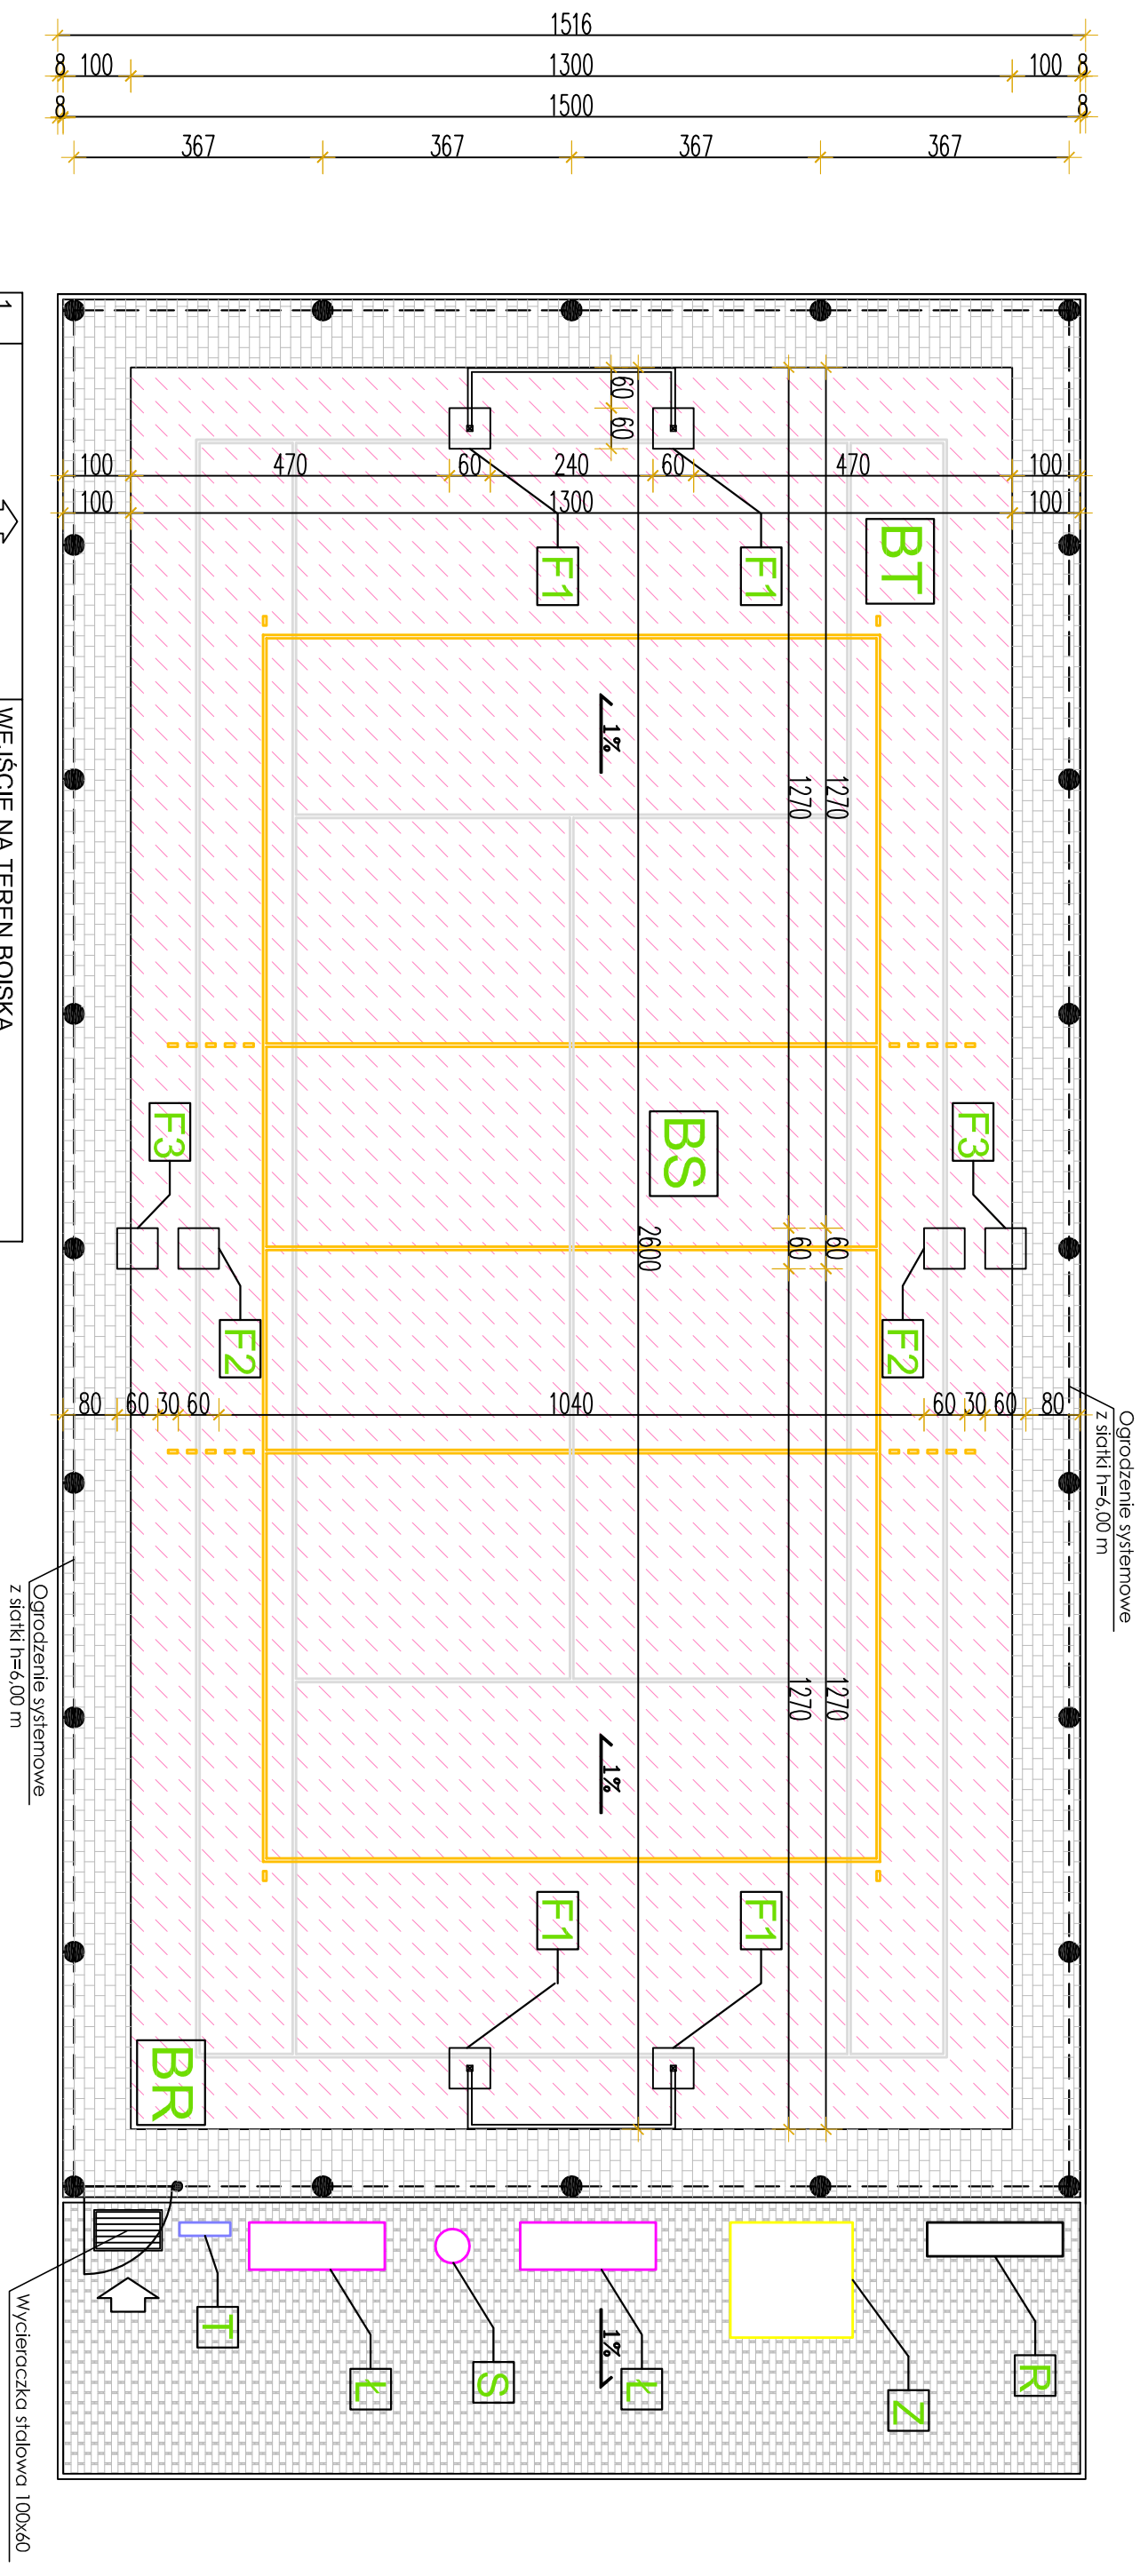 1516
8 100 1300 100 8
8 1500 8
367 367 367 367
60
60
100 470 60 240 60 470 100
100 1300 100
BT
F1
F1
1%
1270
1270
BS
F3
F3
2600
60
60
F2
F2
80 60 30 60 1040 60 30 60 80
Ogrodzenie systemowe
z siatki h=6,00 m
Ogrodzenie systemowe
z siatki h=6,00 m
1270
1270
1%
F1
F1
BR
T
Ł
S
1%
Ł
Z
R
Wycieraczka stalowa 100x60
1
WEJŚCIE NA TEREN BOISKA